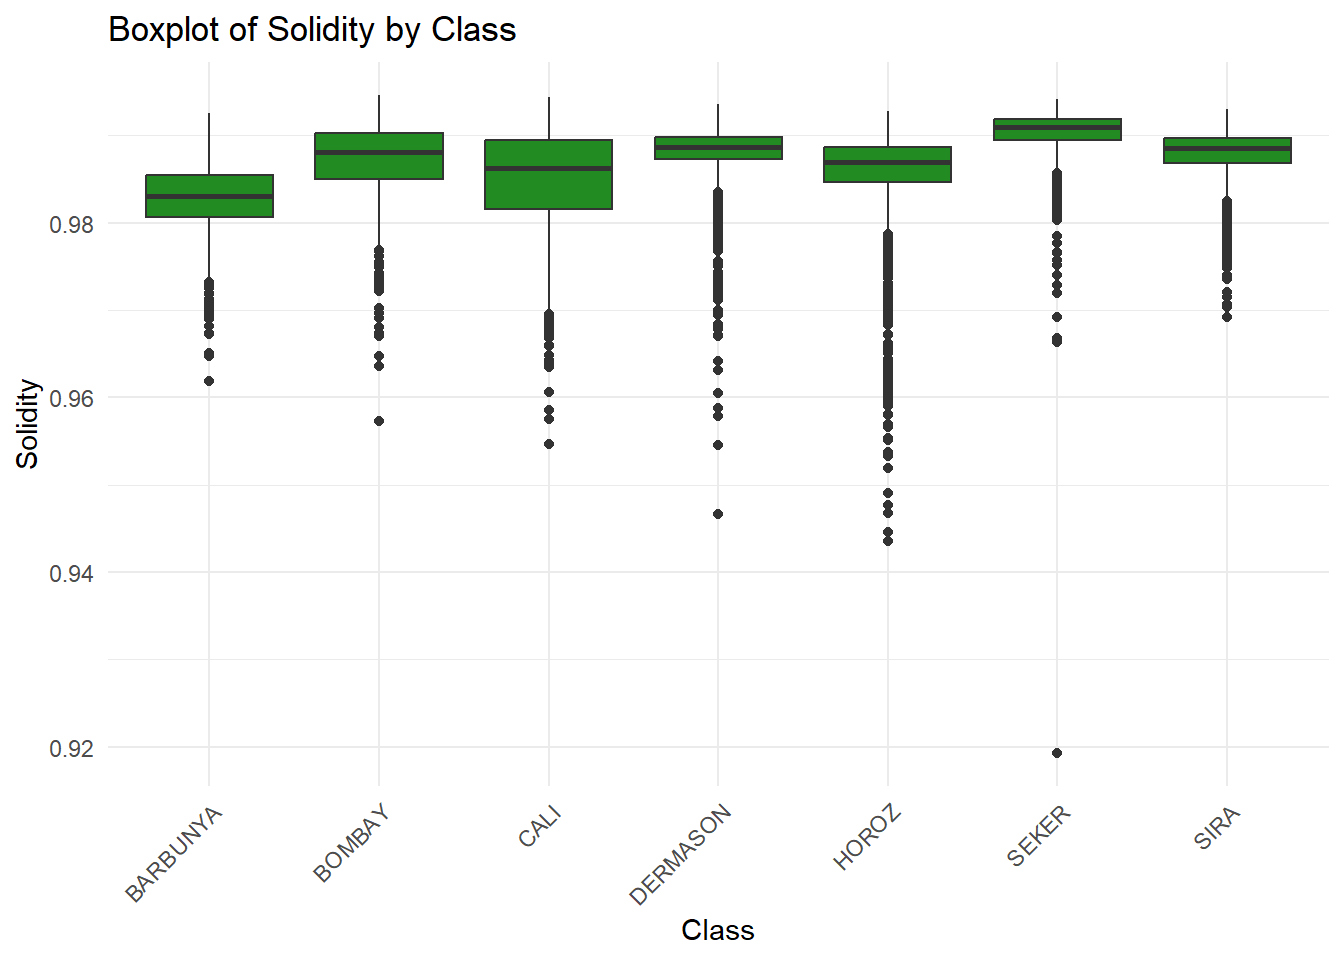 Boxplot of Solidity by Class
Solidity
0.98
0.96
0.94
0.92
BARBUNYA
BOMBAY
CALI
DERMASON
HOROZ
SEKER
SIRA
Class